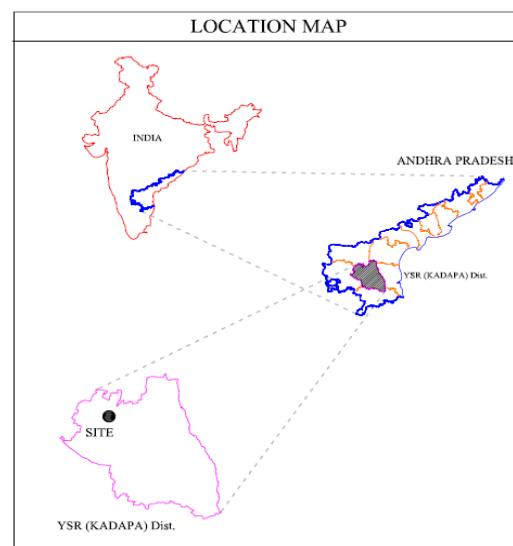 LOCATION MAP
INDIA
ANDHRA PRADESH
YSR (KADAPA) Dist.
SITE
YSR (KADAPA) Dist.